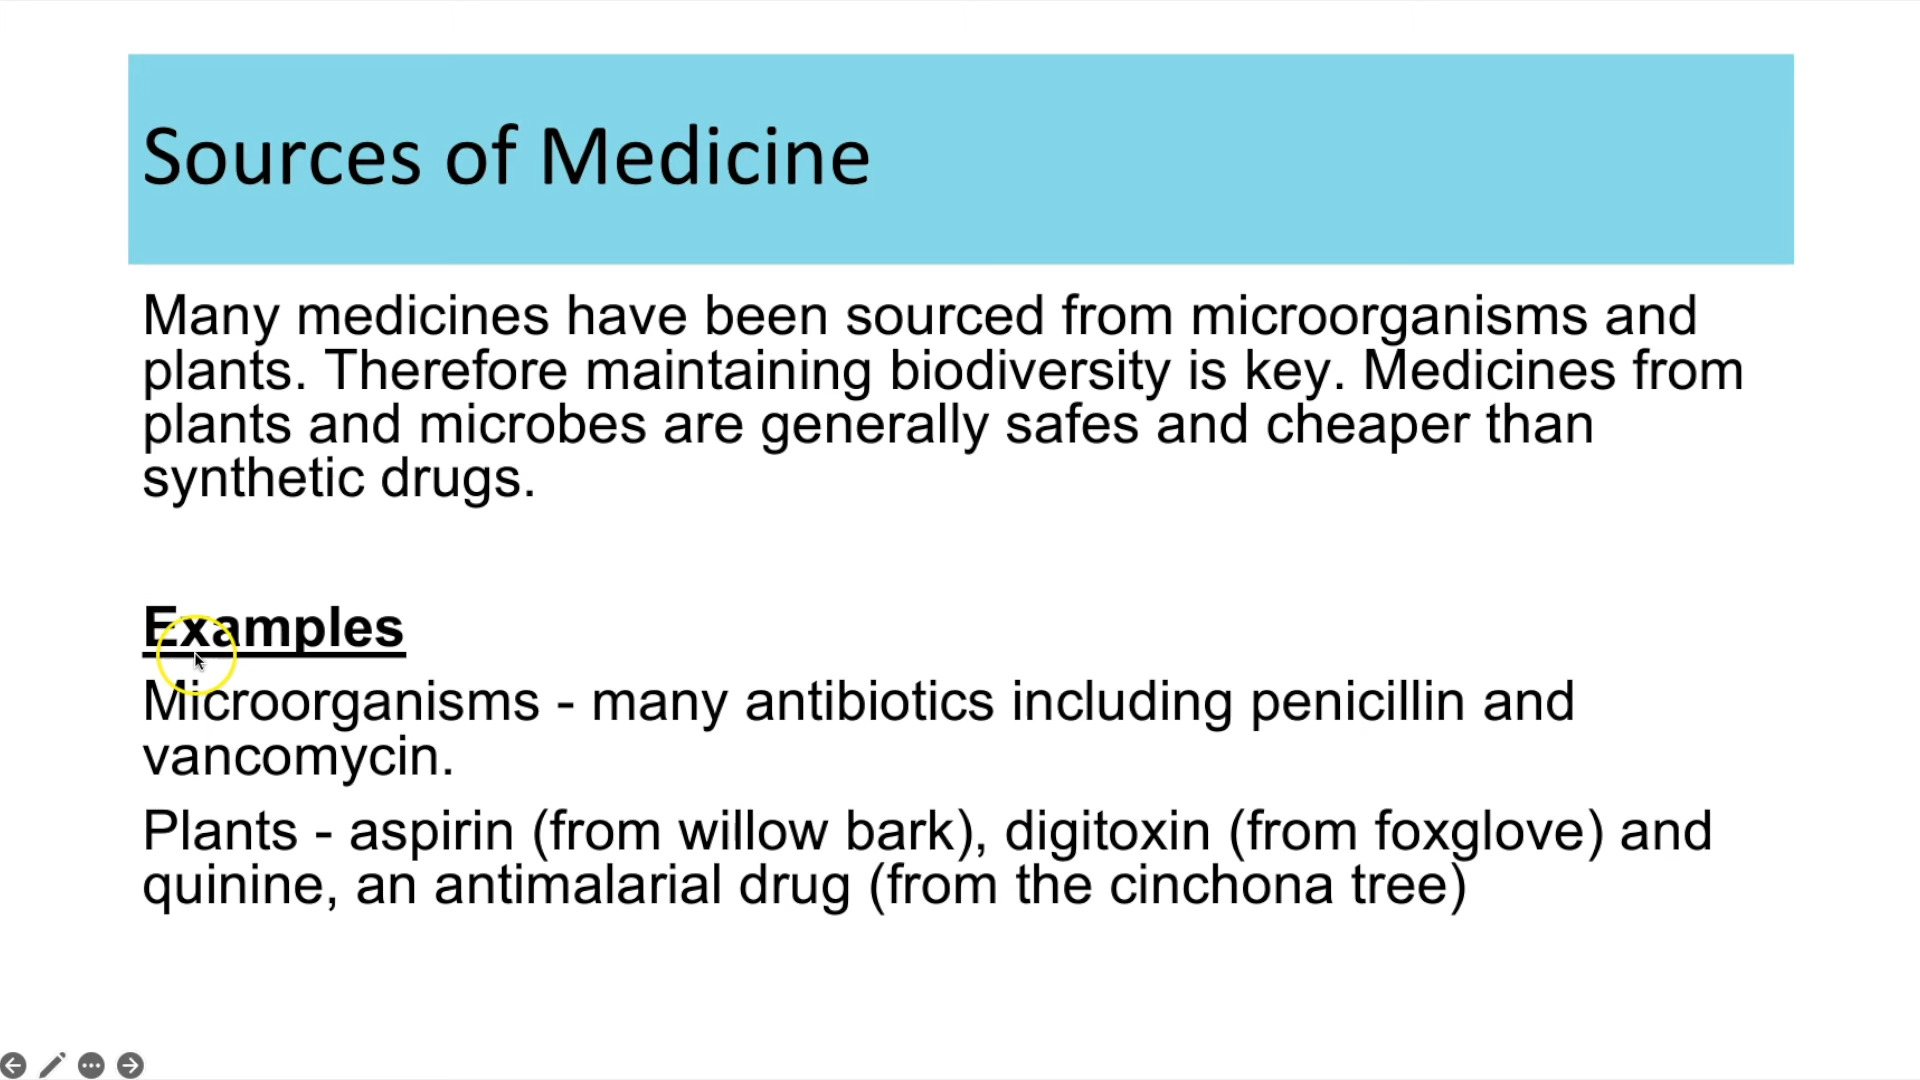 Sources of Medicine
Many medicines have been sourced from microorganisms and
plants. Therefore maintaining biodiversity is key. Medicines from
plants and microbes are generally safes and cheaper than
synthetic drugs.
Examples
Microorganisms - many antibiotics including penicillin and
vancomycin.
Plants - aspirin (from willow bark), digitoxin (from foxglove) and
quinine, an antimalarial drug (from the cinchona tree)